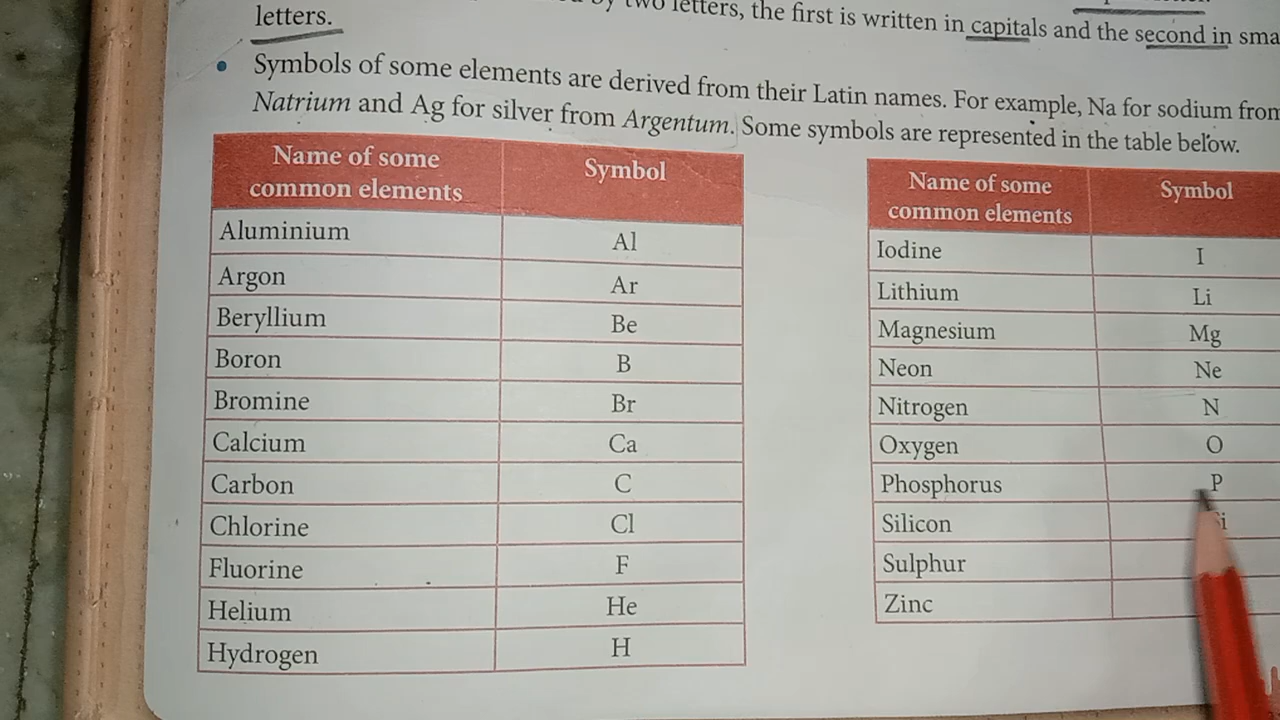 by two letters, the first is written in capitals and the second in
letters.
• Symbols of some elements are derived from their Latin names. For example, Na for sodium from
Natrium and Ag for silver from Argentum. Some symbols are represented in the table below.
Name of some common elements Symbol
Aluminium Al
Argon Ar
Beryllium Be
Boron B
Bromine Br
Calcium Ca
Carbon C
Chlorine Cl
Fluorine F
Helium He
Hydrogen H
Name of some common elements Symbol
Iodine I
Lithium Li
Magnesium Mg
Neon Ne
Nitrogen N
Oxygen O
Phosphorus P
Silicon
Sulphur
Zinc